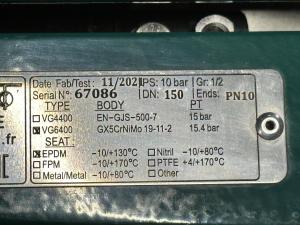 Date Fab/Test: 11/202 PS: 10 bar Gr: 1/2
Serial N°: 67086 DN: 150 Ends: PN10
TYPE BODY PT
☐ VG4400 EN-GJS-500-7 15 bar
☒ VG6400 GX5CrNiMo 19-11-2 15.4 bar
SEAT:
☒ EPDM -10/+130°C ☐ Nitril -10/+80°C
☐ FPM -10/+170°C ☐ PTFE +4/+170°C
☐ Metal/Metal -10/+80°C ☐ Other
.fr